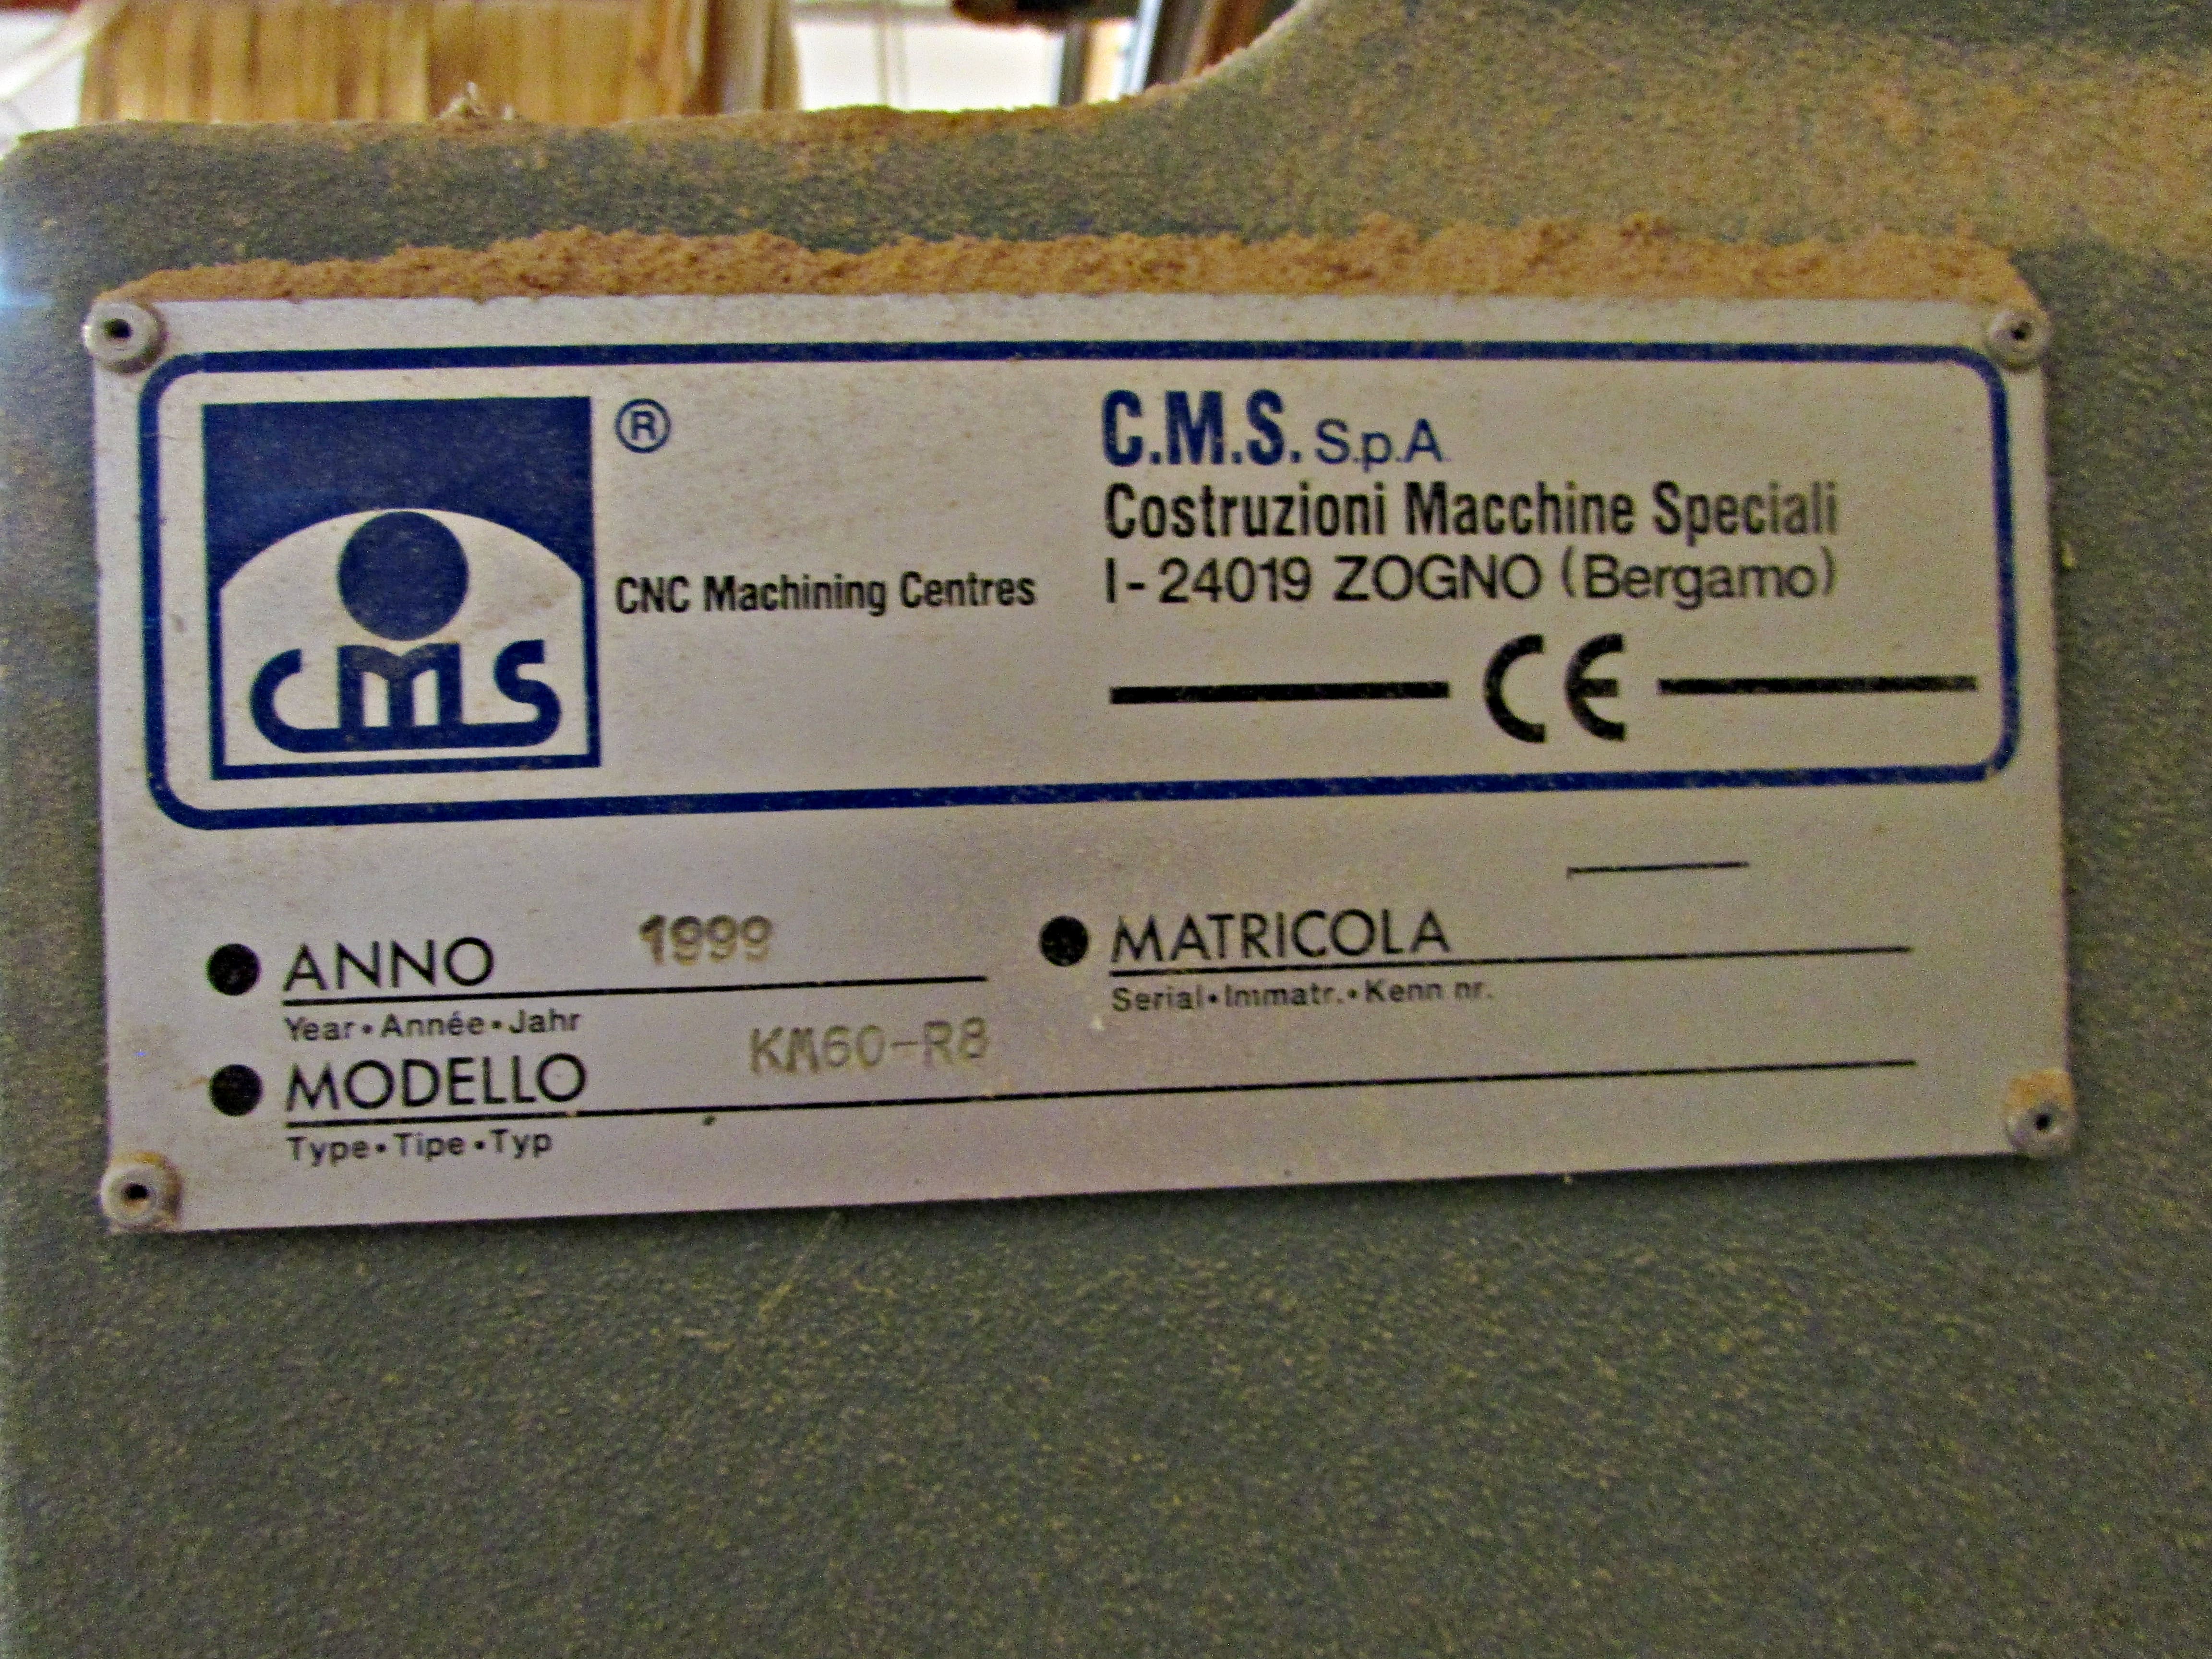 cms ®
CNC Machining Centres
C.M.S. S.p.A.
Costruzioni Macchine Speciali
I-24019 ZOGNO (Bergamo)
CE
ANNO 1999
Year•Année•Jahr
MATRICOLA
Serial•Immatr.•Kenn nr.
MODELLO KM60-R8
Type•Tipe•Typ